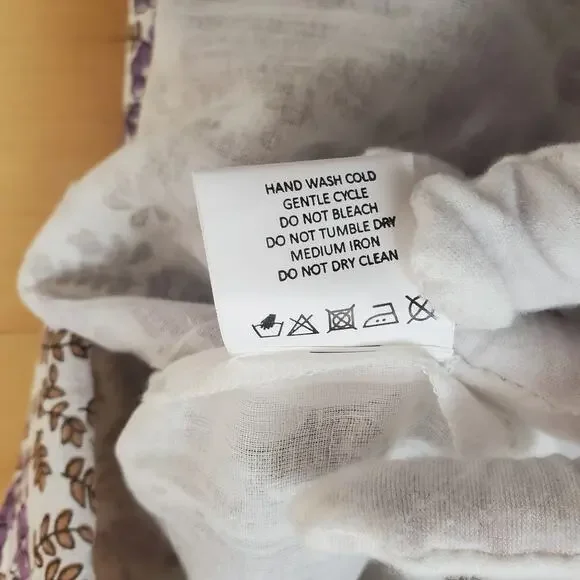 HAND WASH COLD
GENTLE CYCLE
DO NOT BLEACH
DO NOT TUMBLE DRY
MEDIUM IRON
DO NOT DRY CLEAN